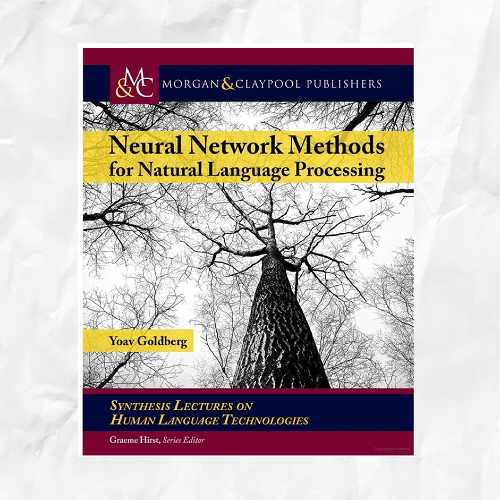 M&C MORGAN&CLAYPOOL PUBLISHERS
Neural Network Methods
for Natural Language Processing
Yoav Goldberg
SYNTHESIS LECTURES ON
HUMAN LANGUAGE TECHNOLOGIES
Graeme Hirst, Series Editor